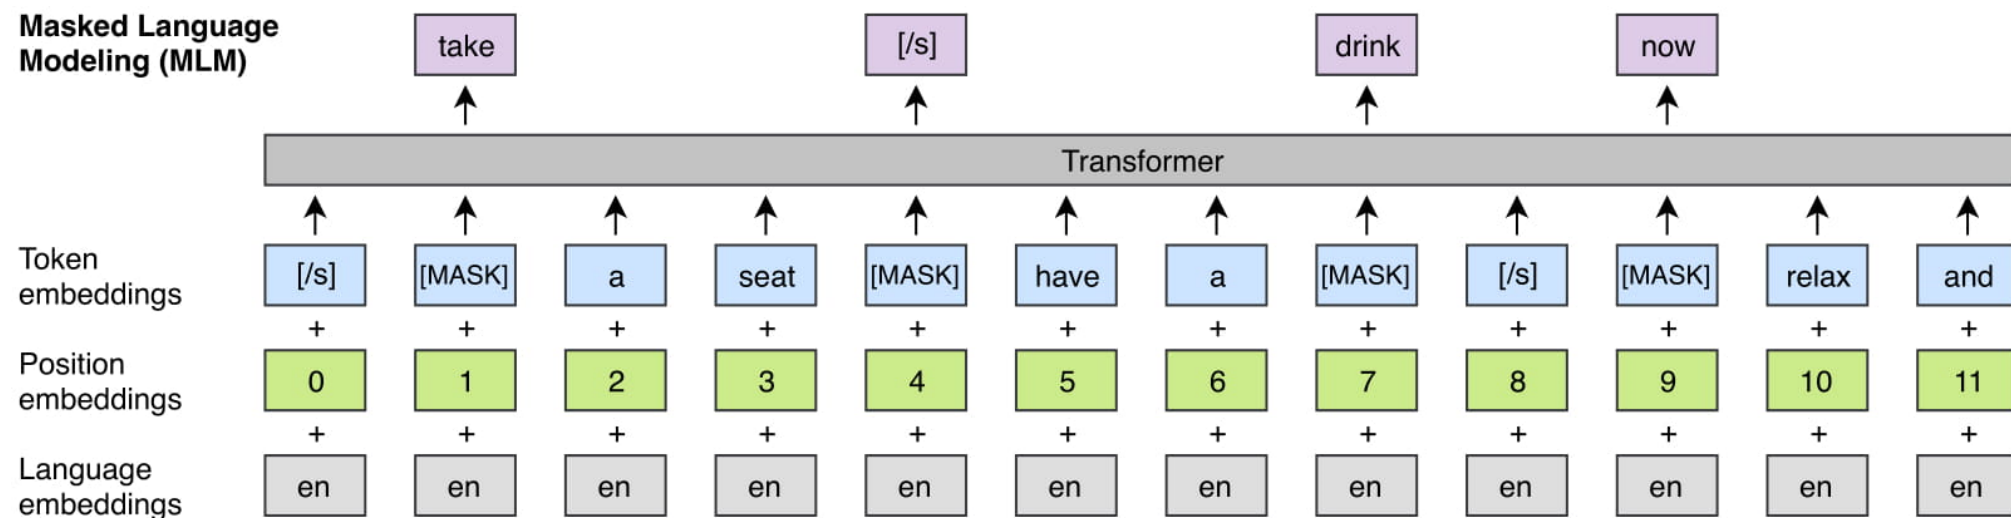 Masked Language
Modeling (MLM)
take [/s] drink now
Transformer
Token
embeddings
[/s] [MASK] a seat [MASK] have a [MASK] [/s] [MASK] relax and
+ + + + + + + + + + + +
Position
embeddings
0 1 2 3 4 5 6 7 8 9 10 11
+ + + + + + + + + + + +
Language
embeddings
en en en en en en en en en en en en